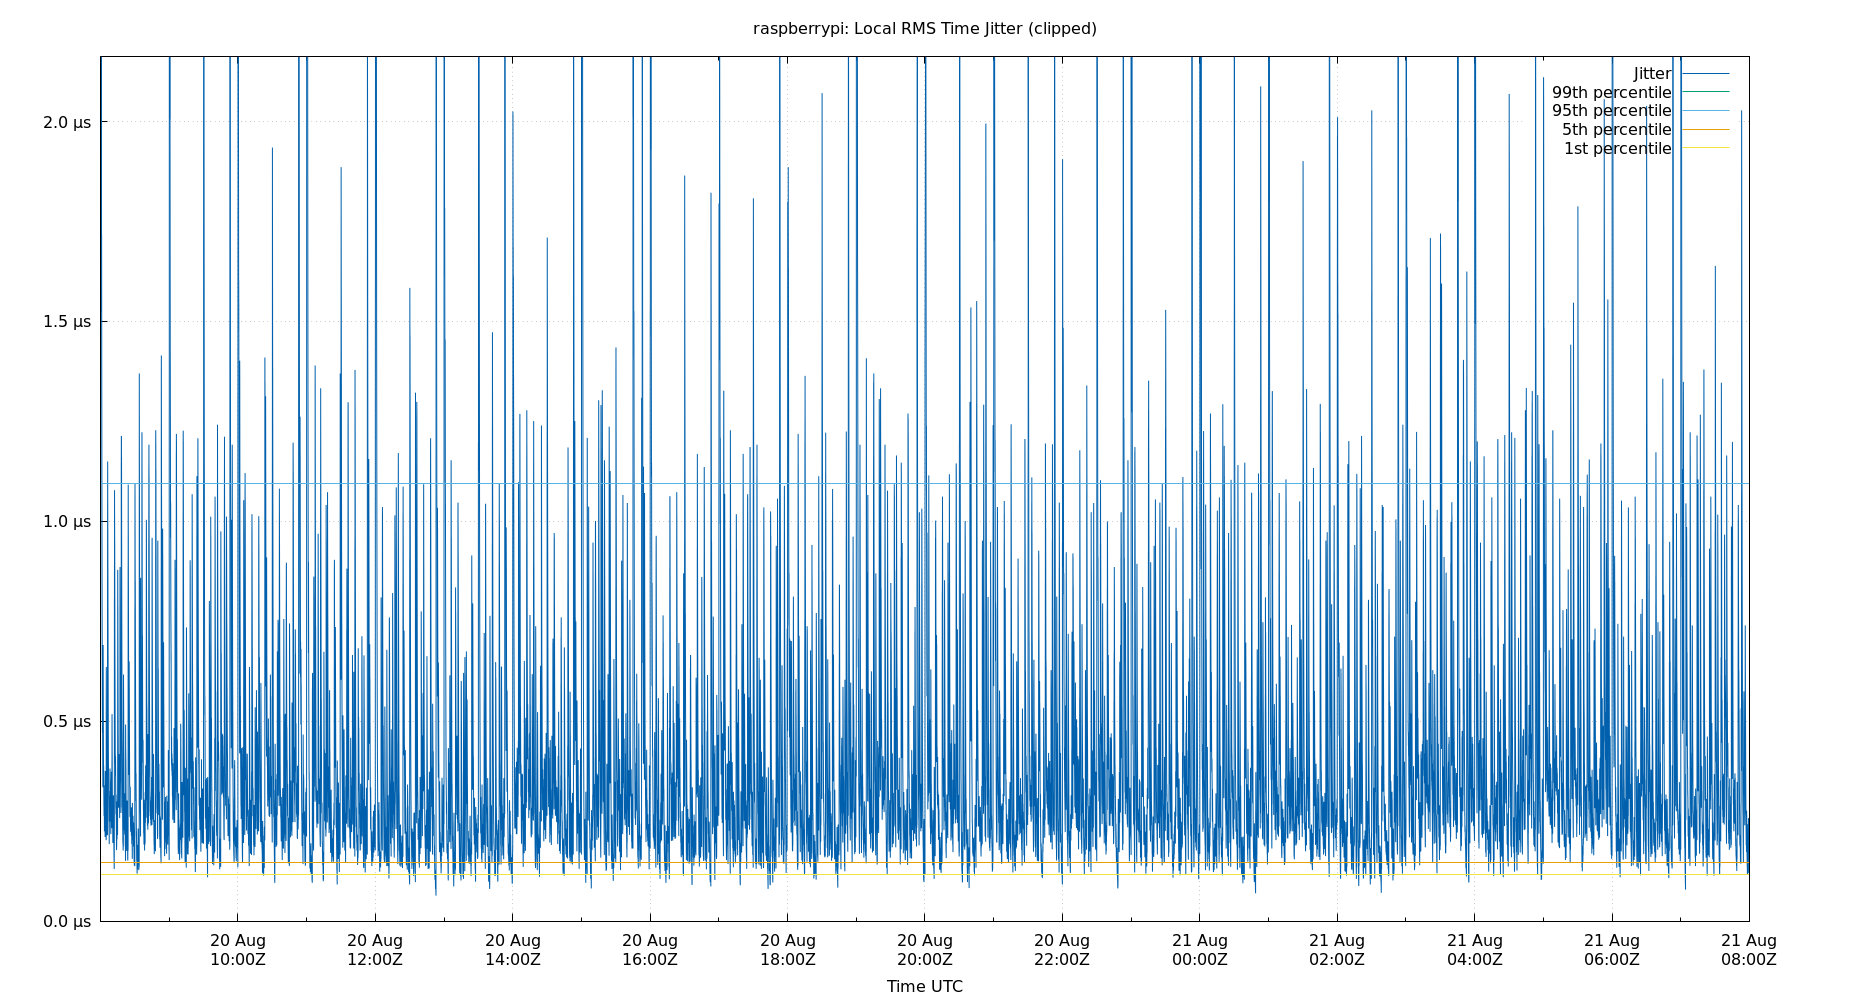 raspberrypi: Local RMS Time Jitter (clipped)
Jitter
99th percentile
95th percentile
5th percentile
1st percentile
2.0 µs
1.5 µs
1.0 µs
0.5 µs
0.0 µs
20 Aug 20 Aug 20 Aug 20 Aug 20 Aug 20 Aug 20 Aug 21 Aug 21 Aug 21 Aug 21 Aug 21 Aug
10:00Z 12:00Z 14:00Z 16:00Z 18:00Z 20:00Z 22:00Z 00:00Z 02:00Z 04:00Z 06:00Z 08:00Z
Time UTC